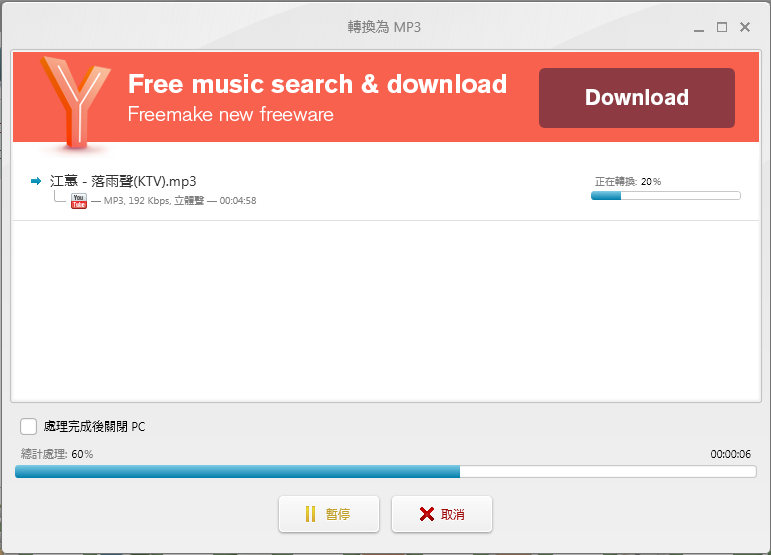 轉換為 MP3
Free music search & download
Freemake new freeware
Download
江蕙 - 落雨聲(KTV).mp3
正在轉換: 20%
You
Tube
— MP3, 192 Kbps, 立體聲 — 00:04:58
處理完成後關閉 PC
總計處理: 60%
00:00:06
暫停
取消